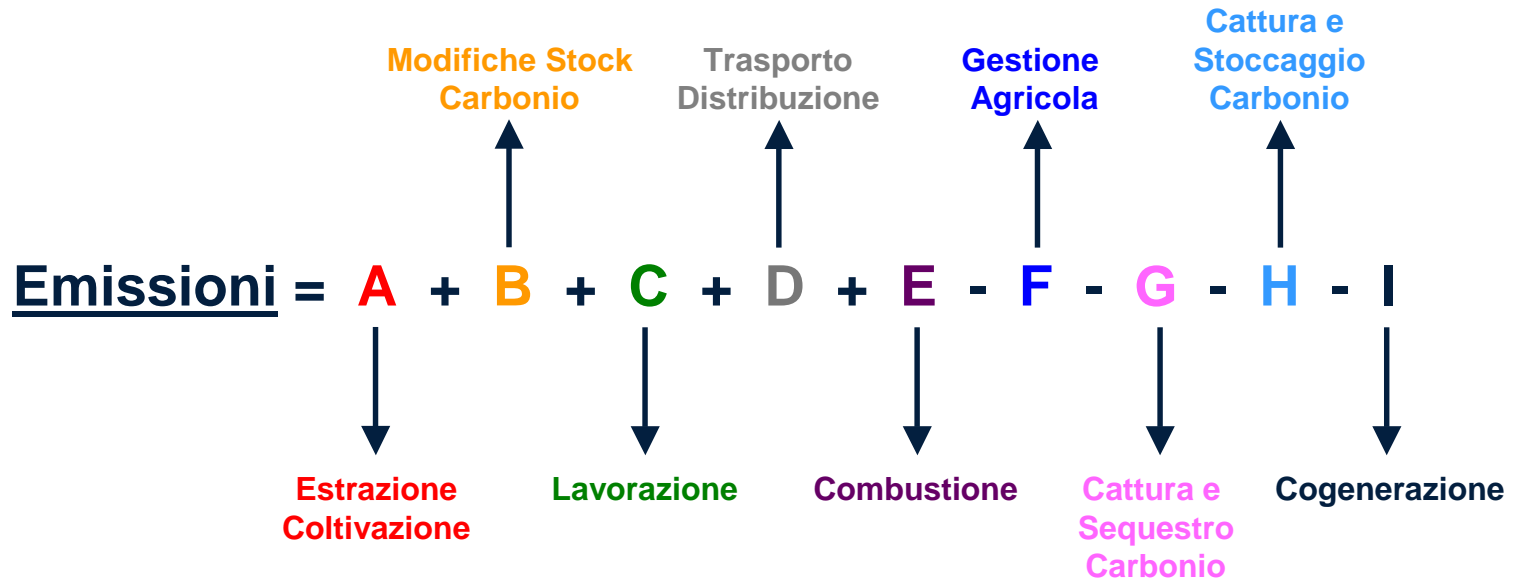 Modifiche Stock
Carbonio
Trasporto
Distribuzione
Gestione
Agricola
Cattura e
Stoccaggio
Carbonio
Emissioni = A + B + C + D + E - F - G - H - I
Estrazione
Coltivazione
Lavorazione
Combustione
Cattura e
Sequestro
Carbonio
Cogenerazione